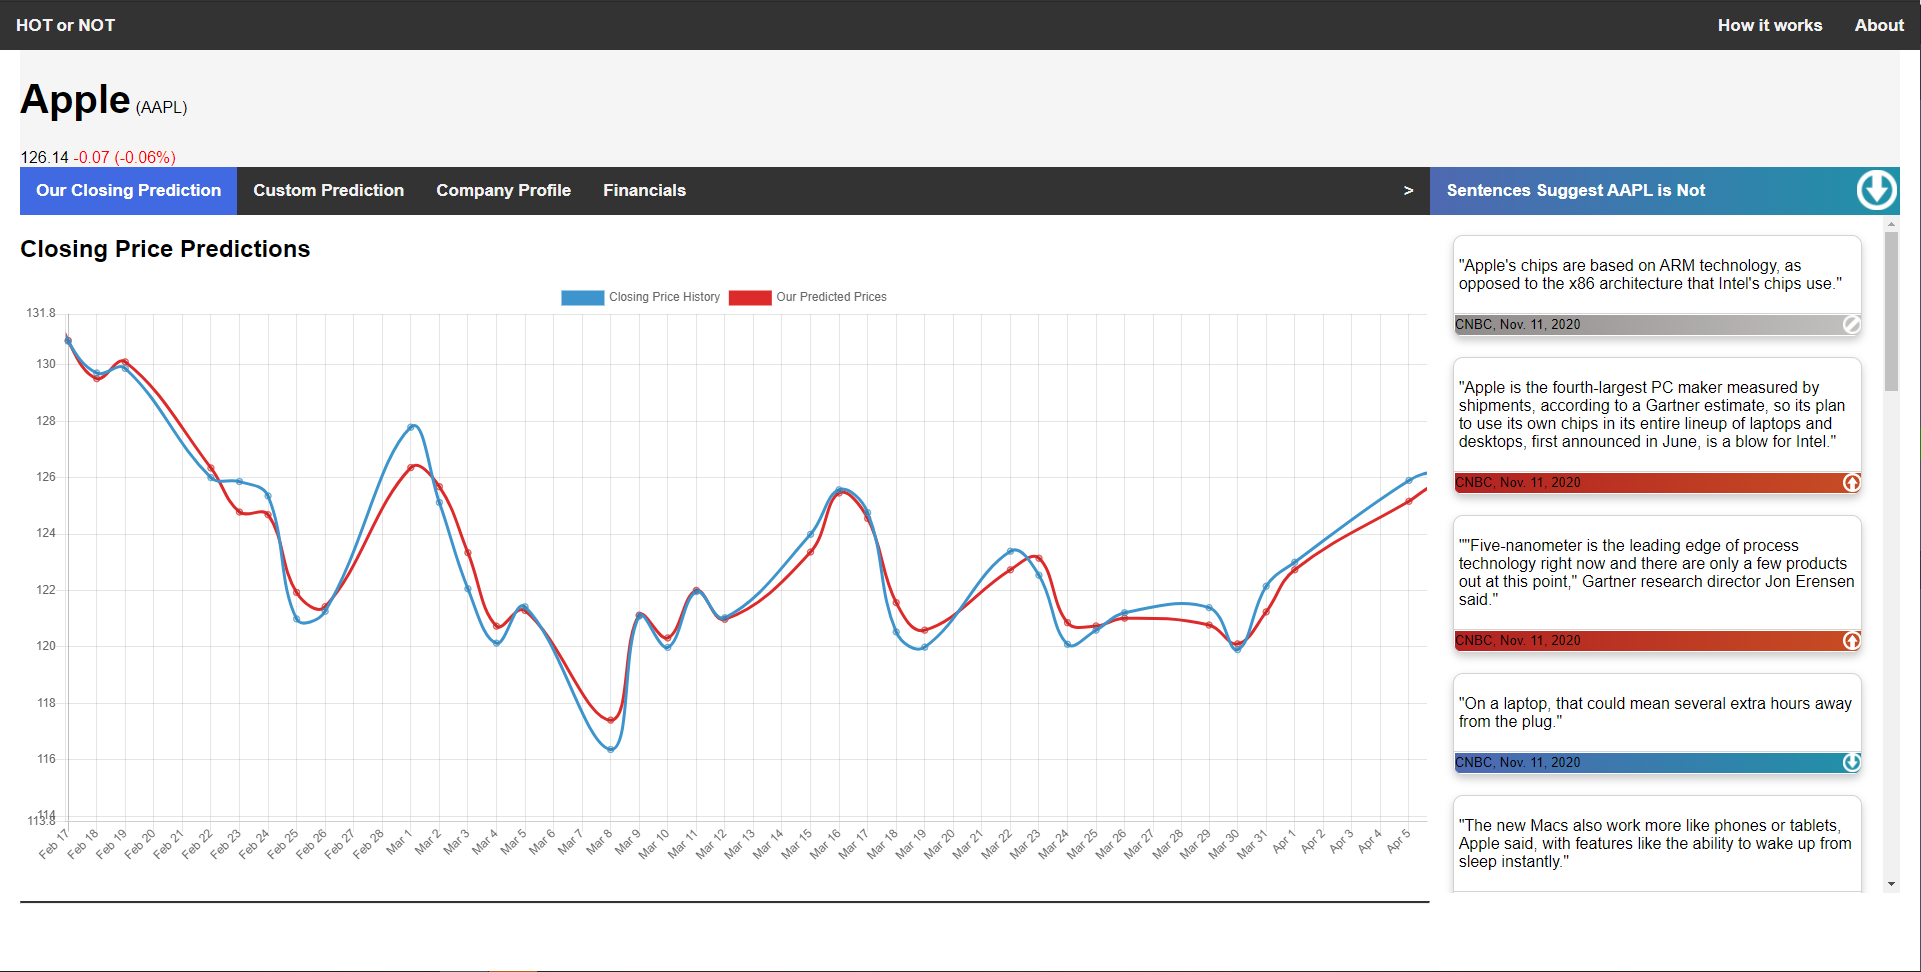 HOT or NOT
How it works
About
Apple (AAPL)
126.14 -0.07 (-0.06%)
Our Closing Prediction
Custom Prediction
Company Profile
Financials
>
Sentences Suggest AAPL is Not
Closing Price Predictions
Closing Price History
Our Predicted Prices
131.8
130
128
126
124
122
120
118
116
114
113.8
Feb 17
Feb 18
Feb 19
Feb 20
Feb 21
Feb 22
Feb 23
Feb 24
Feb 25
Feb 26
Feb 27
Feb 28
Mar 1
Mar 2
Mar 3
Mar 4
Mar 5
Mar 6
Mar 7
Mar 8
Mar 9
Mar 10
Mar 11
Mar 12
Mar 13
Mar 14
Mar 15
Mar 16
Mar 17
Mar 18
Mar 19
Mar 20
Mar 21
Mar 22
Mar 23
Mar 24
Mar 25
Mar 26
Mar 27
Mar 28
Mar 29
Mar 30
Mar 31
Apr 1
Apr 2
Apr 3
Apr 4
Apr 5
"Apple's chips are based on ARM technology, as
opposed to the x86 architecture that Intel's chips use."
CNBC, Nov. 11, 2020
"Apple is the fourth-largest PC maker measured by
shipments, according to a Gartner estimate, so its plan
to use its own chips in its entire lineup of laptops and
desktops, first announced in June, is a blow for Intel."
CNBC, Nov. 11, 2020
""Five-nanometer is the leading edge of process
technology right now and there are only a few products
out at this point," Gartner research director Jon Erensen
said."
CNBC, Nov. 11, 2020
"On a laptop, that could mean several extra hours away
from the plug."
CNBC, Nov. 11, 2020
"The new Macs also work more like phones or tablets,
Apple said, with features like the ability to wake up from
sleep instantly."